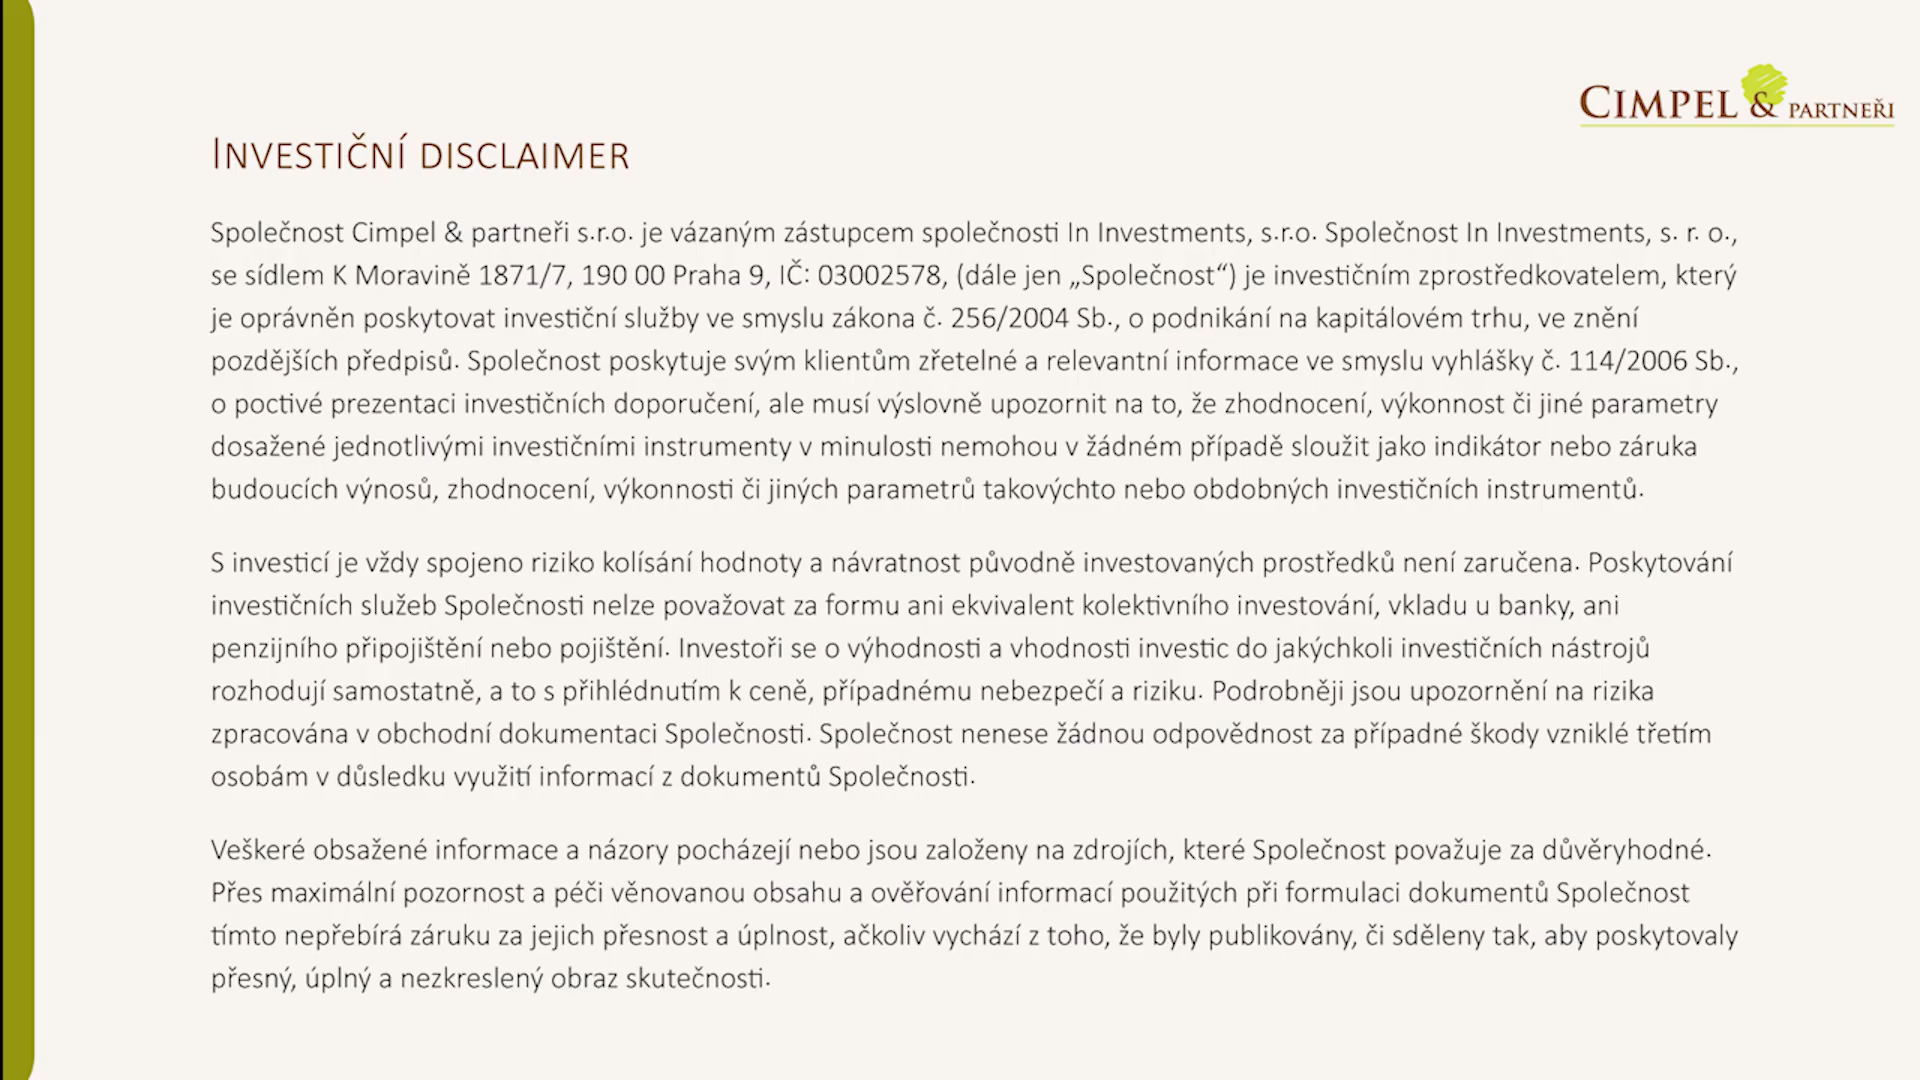 CIMPEL & PARTNEŘI
INVESTIČNÍ DISCLAIMER
Společnost Cimpel & partneři s.r.o. je vázaným zástupcem společnosti In Investments, s.r.o. Společnost In Investments, s. r. o.,
se sídlem K Moravině 1871/7, 190 00 Praha 9, IČ: 03002578, (dále jen „Společnost“) je investičním zprostředkovatelem, který
je oprávněn poskytovat investiční služby ve smyslu zákona č. 256/2004 Sb., o podnikání na kapitálovém trhu, ve znění
pozdějších předpisů. Společnost poskytuje svým klientům zřetelné a relevantní informace ve smyslu vyhlášky č. 114/2006 Sb.,
o poctivé prezentaci investičních doporučení, ale musí výslovně upozornit na to, že zhodnocení, výkonnost či jiné parametry
dosažené jednotlivými investičními instrumenty v minulosti nemohou v žádném případě sloužit jako indikátor nebo záruka
budoucích výnosů, zhodnocení, výkonnosti či jiných parametrů takovýchto nebo obdobných investičních instrumentů.
S investicí je vždy spojeno riziko kolísání hodnoty a návratnost původně investovaných prostředků není zaručena. Poskytování
investičních služeb Společnosti nelze považovat za formu ani ekvivalent kolektivního investování, vkladu u banky, ani
penzijního připojištění nebo pojištění. Investoři se o výhodnosti a vhodnosti investic do jakýchkoli investičních nástrojů
rozhodují samostatně, a to s přihlédnutím k ceně, případnému nebezpečí a riziku. Podrobněji jsou upozornění na rizika
zpracována v obchodní dokumentaci Společnosti. Společnost nenese žádnou odpovědnost za případné škody vzniklé třetím
osobám v důsledku využití informací z dokumentů Společnosti.
Veškeré obsažené informace a názory pocházejí nebo jsou založeny na zdrojích, které Společnost považuje za důvěryhodné.
Přes maximální pozornost a péči věnovanou obsahu a ověřování informací použitých při formulaci dokumentů Společnost
tímto nepřebírá záruku za jejich přesnost a úplnost, ačkoliv vychází z toho, že byly publikovány, či sděleny tak, aby poskytovaly
přesný, úplný a nezkreslený obraz skutečnosti.